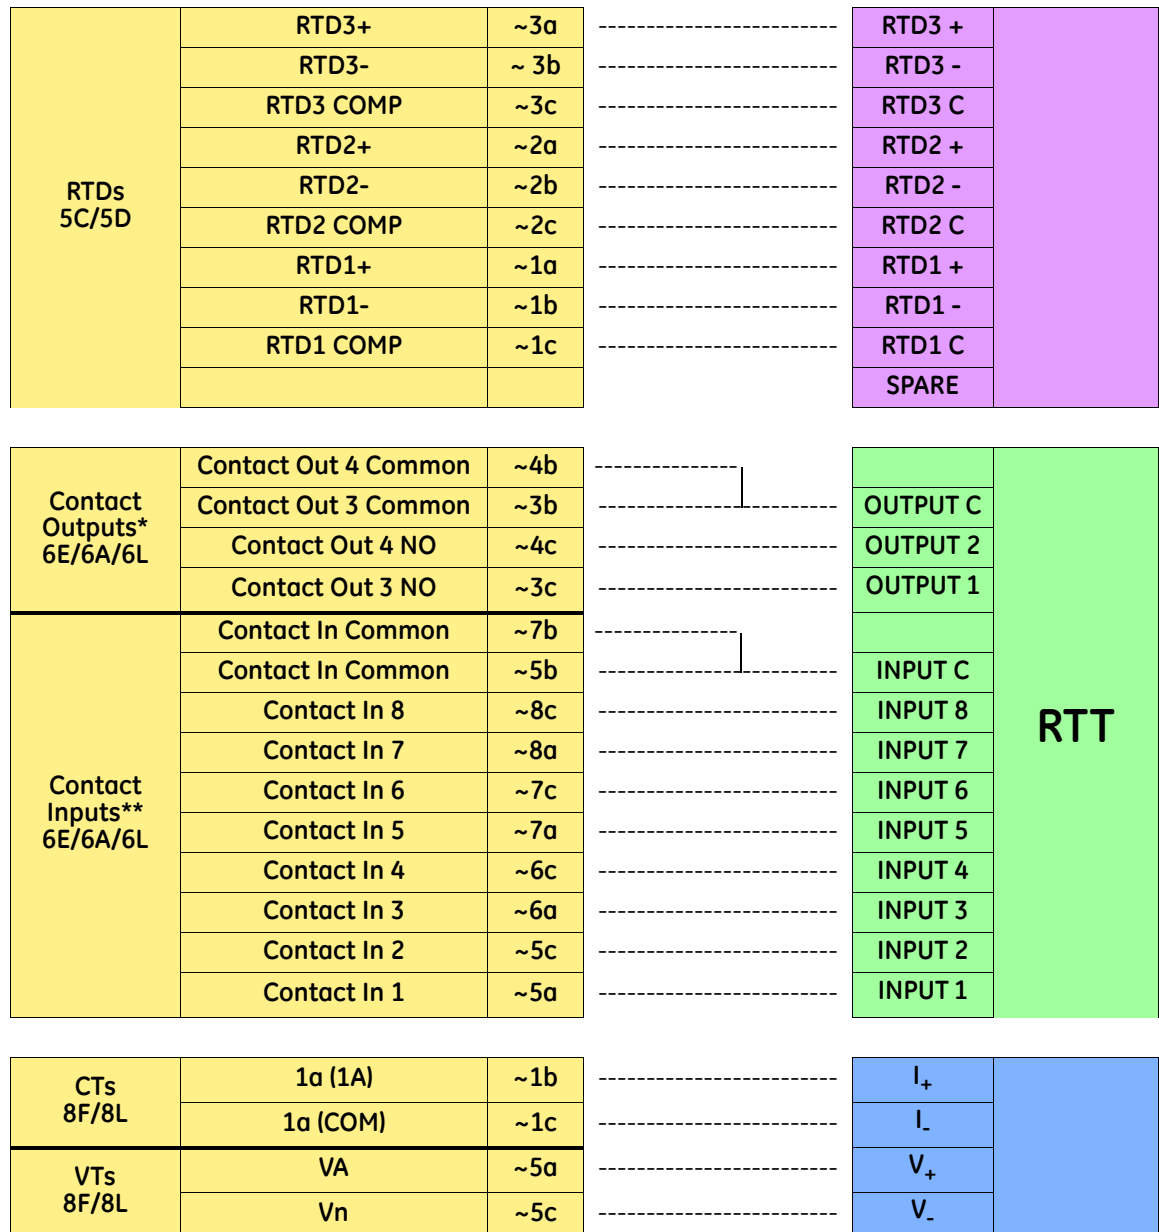 RTDs
5C/5D
RTD3+ ~3a RTD3 +
RTD3- ~ 3b RTD3 -
RTD3 COMP ~3c RTD3 C
RTD2+ ~2a RTD2 +
RTD2- ~2b RTD2 -
RTD2 COMP ~2c RTD2 C
RTD1+ ~1a RTD1 +
RTD1- ~1b RTD1 -
RTD1 COMP ~1c RTD1 C
SPARE
Contact
Outputs*
6E/6A/6L
Contact Out 4 Common ~4b
Contact Out 3 Common ~3b OUTPUT C
Contact Out 4 NO ~4c OUTPUT 2
Contact Out 3 NO ~3c OUTPUT 1
Contact
Inputs**
6E/6A/6L
Contact In Common ~7b
Contact In Common ~5b INPUT C
Contact In 8 ~8c INPUT 8
Contact In 7 ~8a INPUT 7
Contact In 6 ~7c INPUT 6
Contact In 5 ~7a INPUT 5
Contact In 4 ~6c INPUT 4
Contact In 3 ~6a INPUT 3
Contact In 2 ~5c INPUT 2
Contact In 1 ~5a INPUT 1
RTT
CTs
8F/8L
1a (1A) ~1b I+
1a (COM) ~1c I-
VTs
8F/8L
VA ~5a V+
Vn ~5c V-